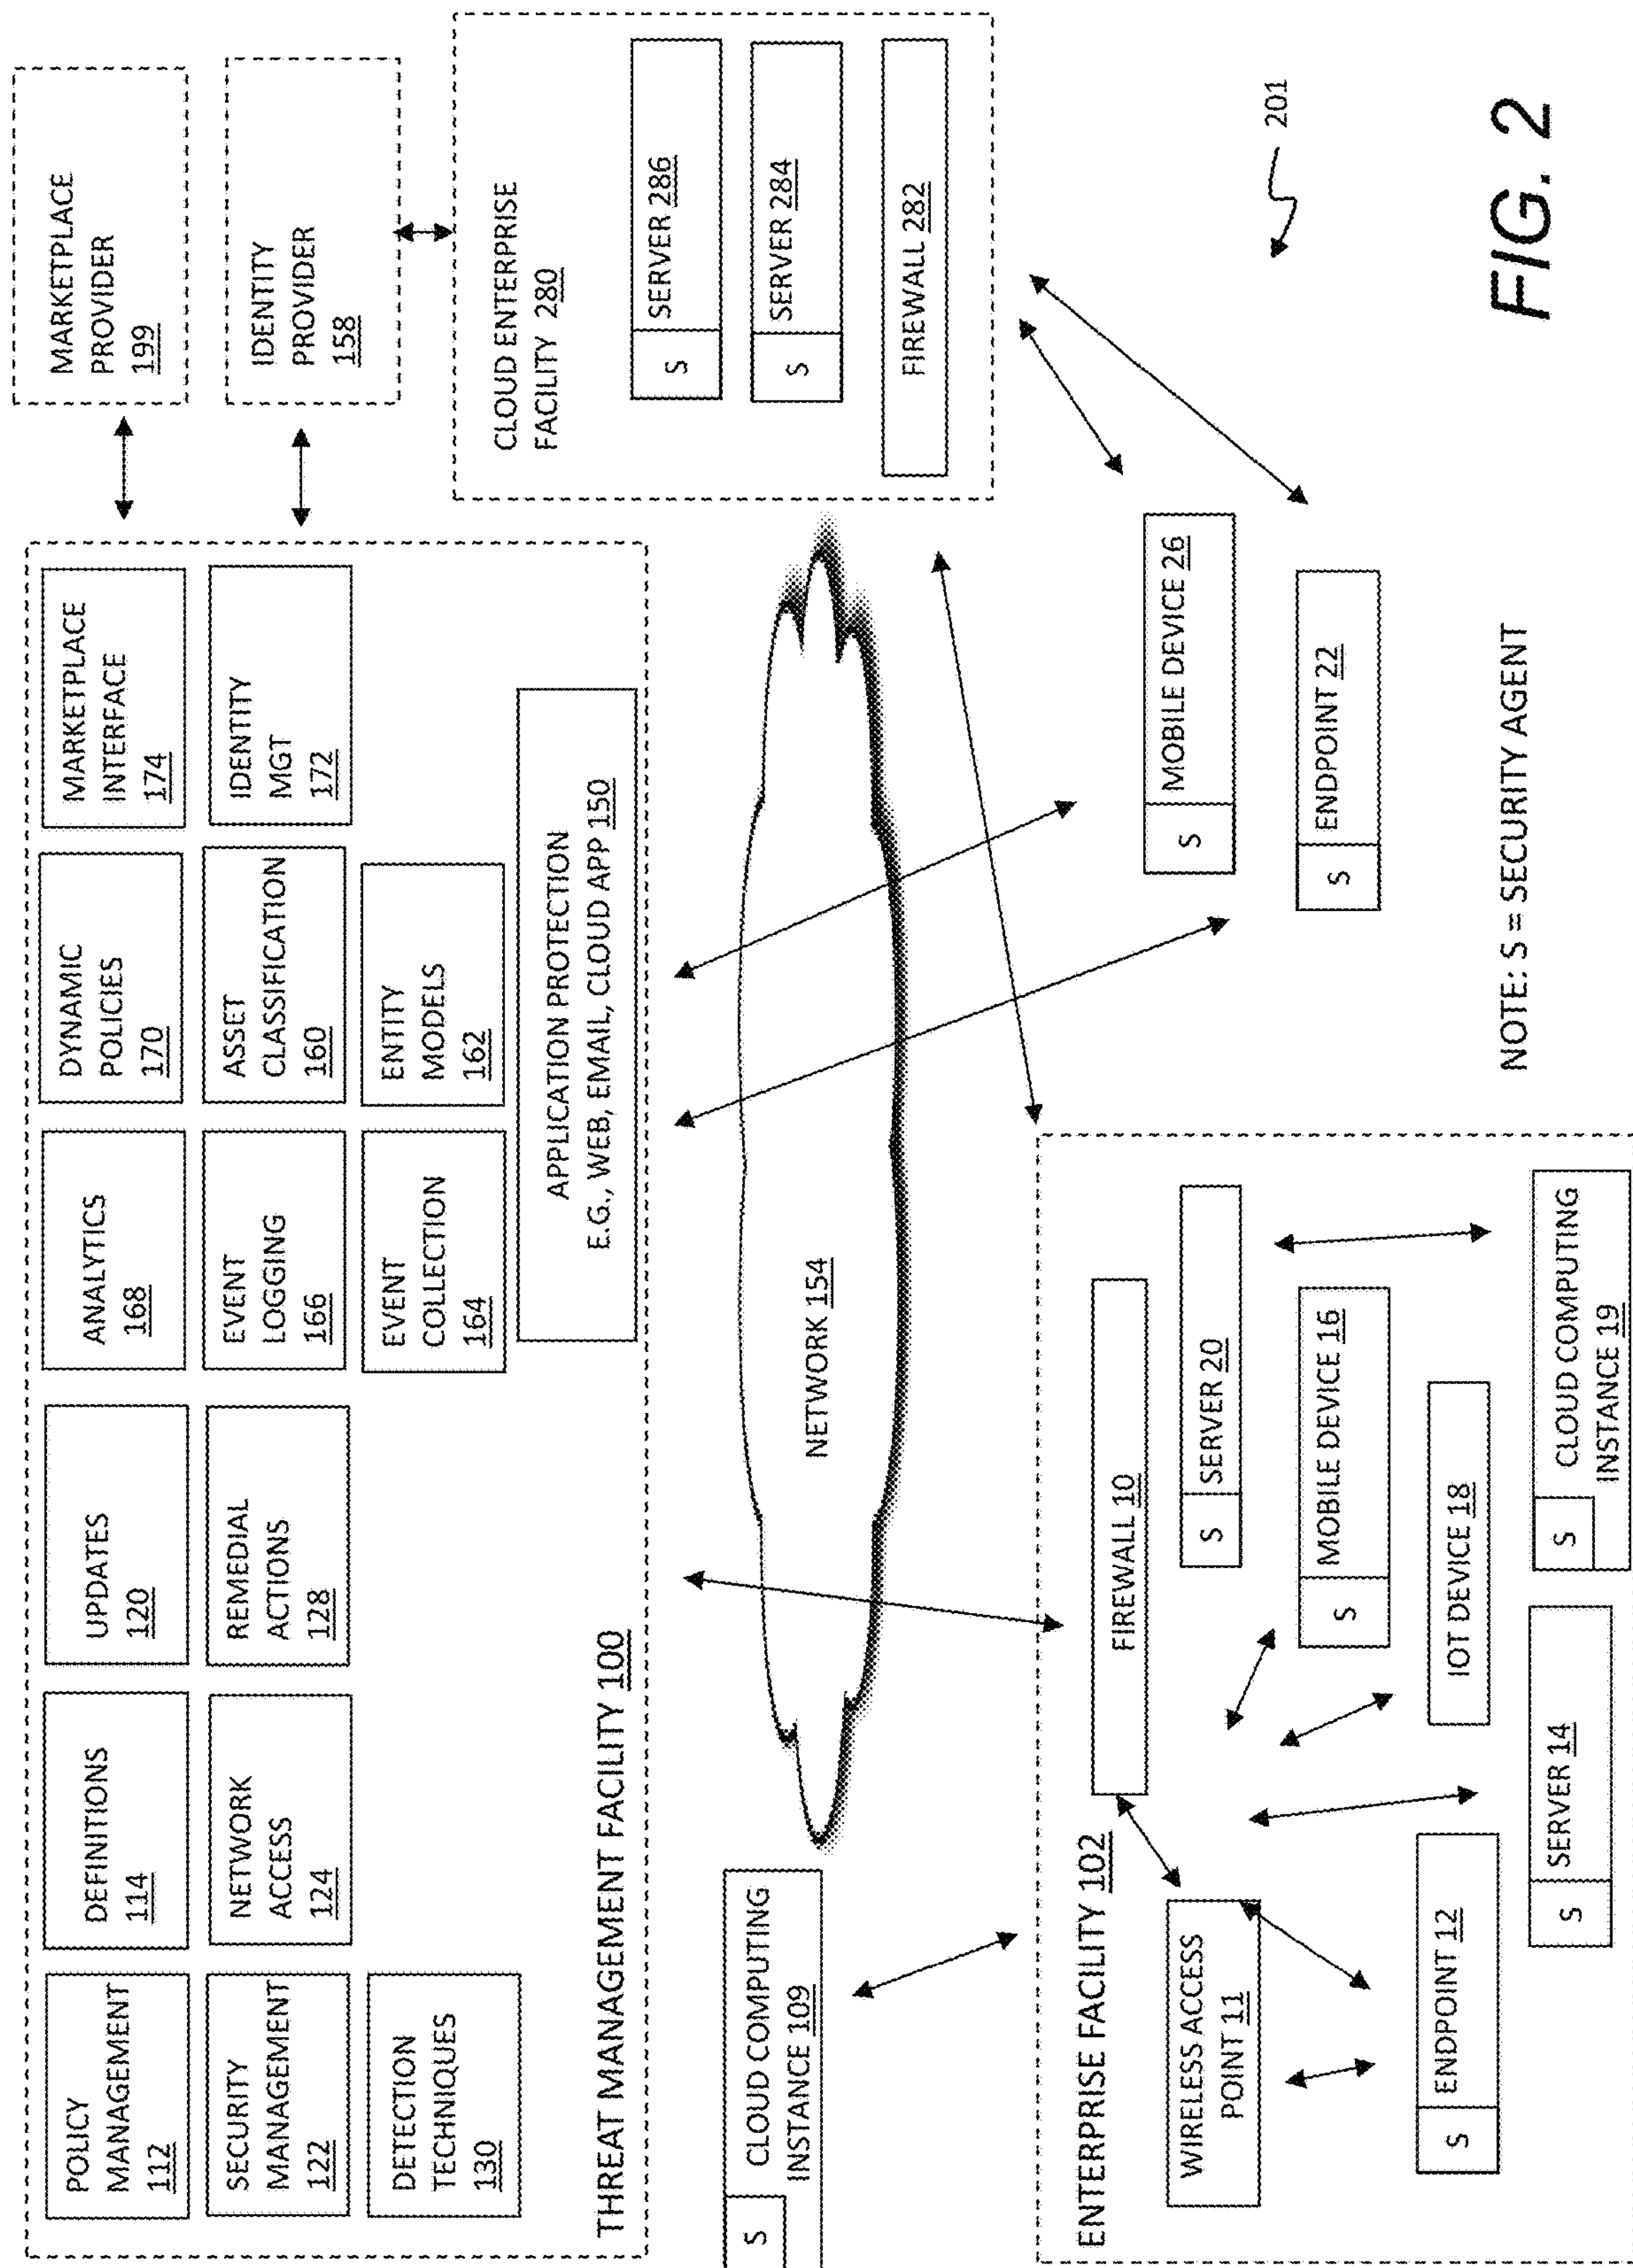 POLICY
MANAGEMENT
112
DEFINITIONS
114
UPDATES
120
ANALYTICS
168
DYNAMIC
POLICIES
170
MARKETPLACE
INTERFACE
174
MARKETPLACE
PROVIDER
199
SECURITY
MANAGEMENT
122
NETWORK
ACCESS
124
REMEDIAL
ACTIONS
128
EVENT
LOGGING
166
ASSET
CLASSIFICATION
160
IDENTITY
MGT
172
IDENTITY
PROVIDER
158
DETECTION
TECHNIQUES
130
EVENT
COLLECTION
164
ENTITY
MODELS
162
APPLICATION PROTECTION
E.G., WEB, EMAIL, CLOUD APP 150
THREAT MANAGEMENT FACILITY 100
CLOUD ENTERPRISE
FACILITY 280
S SERVER 286
S SERVER 284
FIREWALL 282
S CLOUD COMPUTING
INSTANCE 109
NETWORK 154
ENTERPRISE FACILITY 102
FIREWALL 10
WIRELESS ACCESS
POINT 11
S SERVER 20
S MOBILE DEVICE 16
IOT DEVICE 18
S ENDPOINT 12
S SERVER 14
S CLOUD COMPUTING
INSTANCE 19
S MOBILE DEVICE 26
S ENDPOINT 22
201
NOTE: S = SECURITY AGENT
FIG. 2